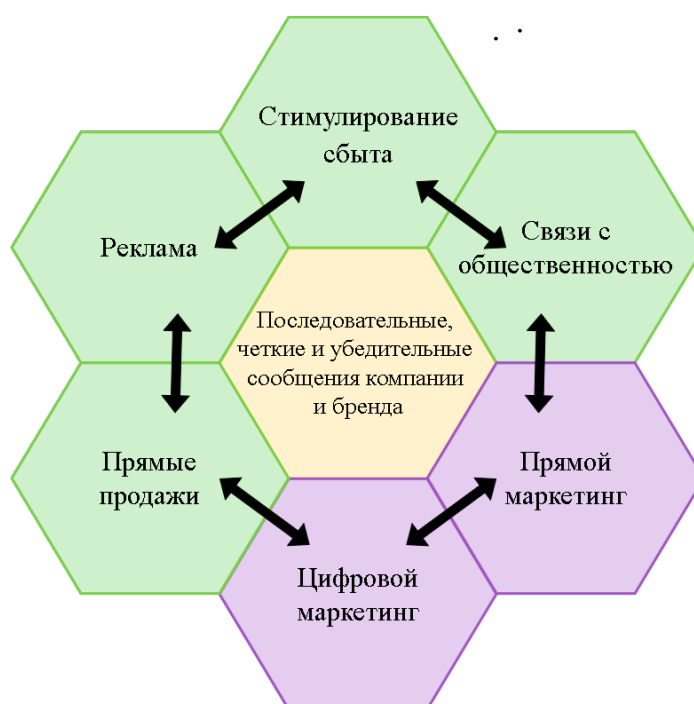 Стимулирование
сбыта
Реклама
Связи с
общественностью
Последовательные,
четкие и убедительные
сообщения компании
и бренда
Прямые
продажи
Прямой
маркетинг
Цифровой
маркетинг